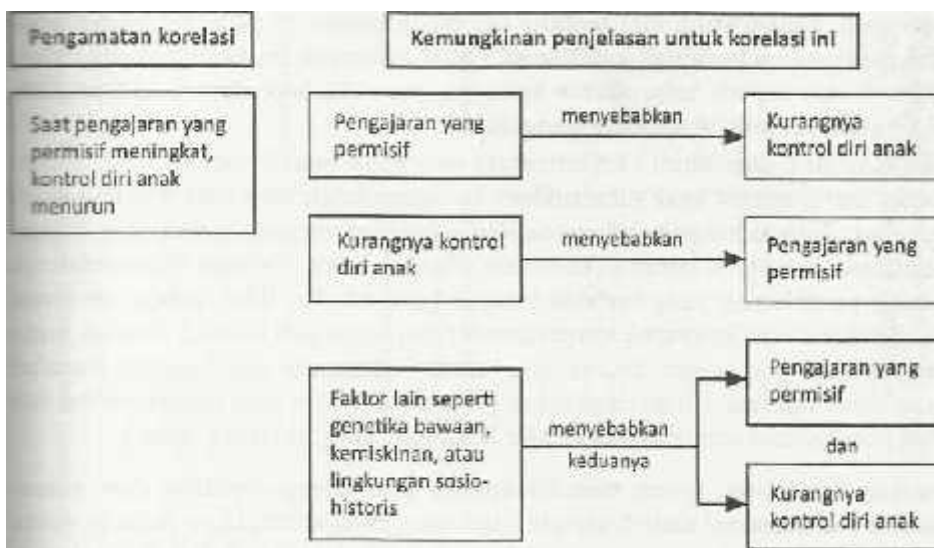 Pengamatan korelasi
Kemungkinan penjelasan untuk korelasi ini
Saat pengajaran yang
permisif meningkat,
kontrol diri anak
menurun
Pengajaran yang
permisif
menyebabkan
Kurangnya
kontrol diri anak
Kurangnya kontrol
diri anak
menyebabkan
Pengajaran yang
permisif
Faktor lain seperti
genetika bawaan,
kemiskinan, atau
lingkungan sosio-
historis
menyebabkan
keduanya
Pengajaran yang
permisif
dan
Kurangnya
kontrol diri anak